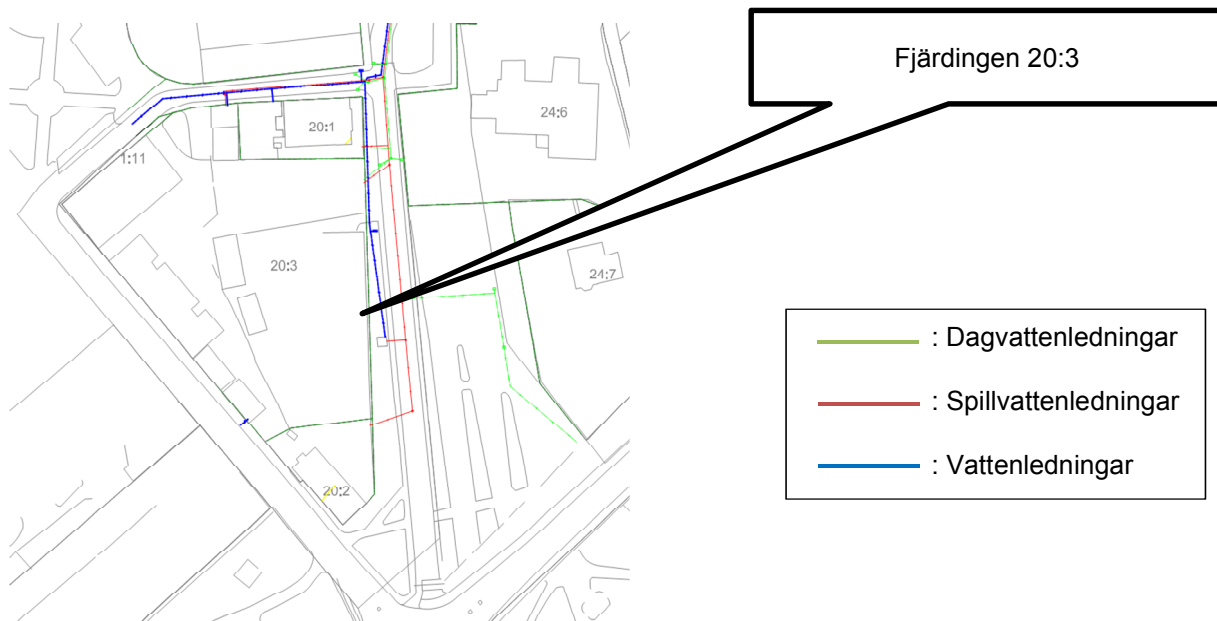 Fjärdingen 20:3
24:6
20:1
1:11
20:3
24:7
20:2
: Dagvattenledningar
: Spillvattenledningar
: Vattenledningar